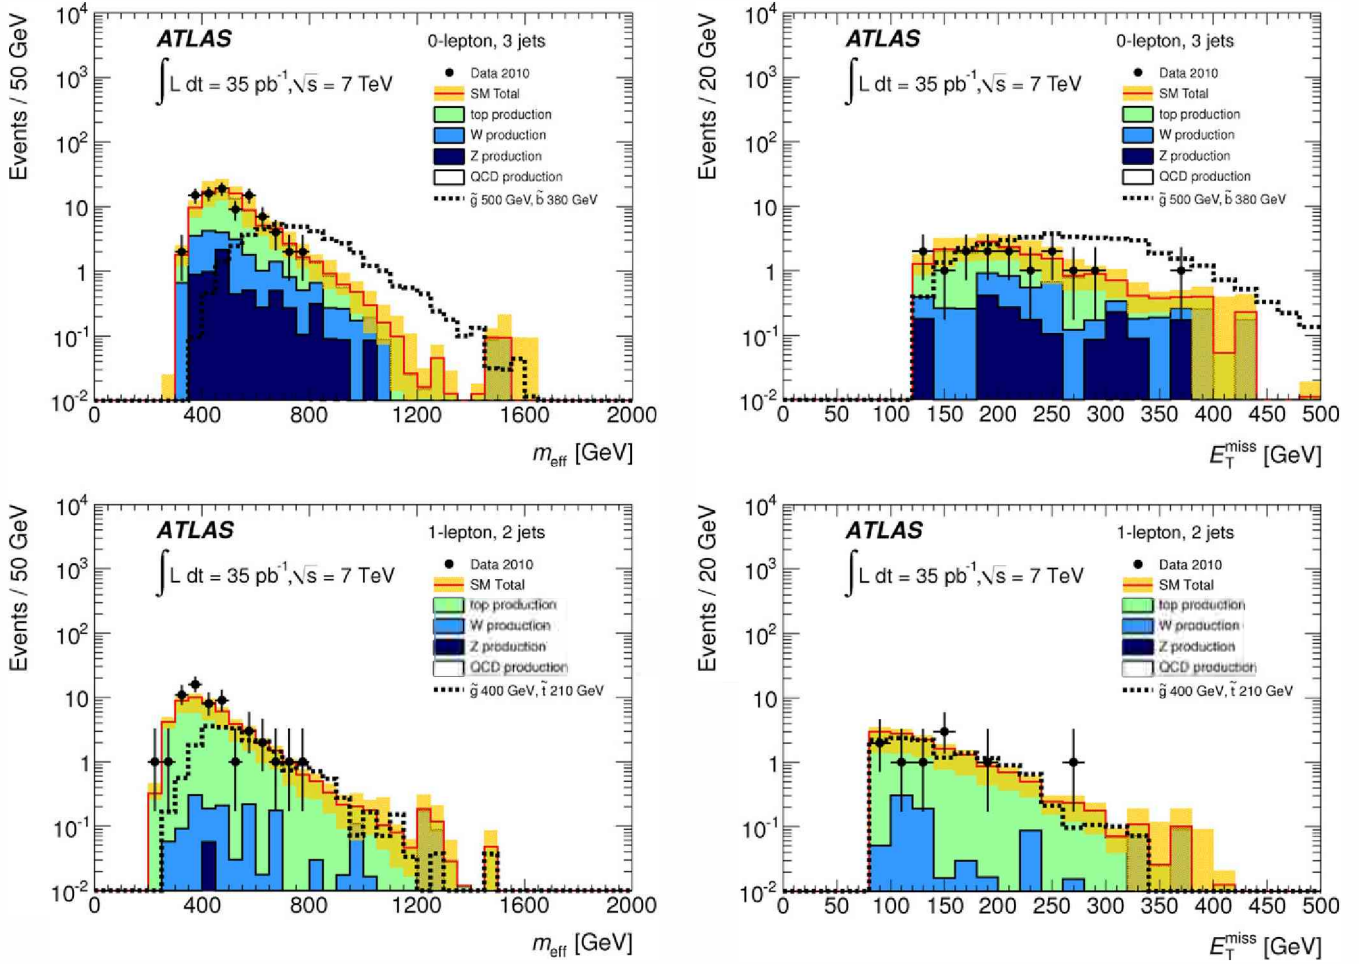 ATLAS
0-lepton, 3 jets
∫ L dt = 35 pb⁻¹, √s = 7 TeV
Data 2010
SM Total
top production
W production
Z production
QCD production
g̃ 500 GeV, b̃ 380 GeV
Events / 50 GeV
10⁴
10³
10²
10
1
10⁻¹
10⁻²
0 400 800 1200 1600 2000
m_eff [GeV]
ATLAS
0-lepton, 3 jets
∫ L dt = 35 pb⁻¹, √s = 7 TeV
Data 2010
SM Total
top production
W production
Z production
QCD production
g̃ 500 GeV, b̃ 380 GeV
Events / 20 GeV
10⁴
10³
10²
10
1
10⁻¹
10⁻²
0 50 100 150 200 250 300 350 400 450 500
E_T^miss [GeV]
ATLAS
1-lepton, 2 jets
∫ L dt = 35 pb⁻¹, √s = 7 TeV
Data 2010
SM Total
top production
W production
Z production
QCD production
g̃ 400 GeV, t̃ 210 GeV
Events / 50 GeV
10⁴
10³
10²
10
1
10⁻¹
10⁻²
0 400 800 1200 1600 2000
m_eff [GeV]
ATLAS
1-lepton, 2 jets
∫ L dt = 35 pb⁻¹, √s = 7 TeV
Data 2010
SM Total
top production
W production
Z production
QCD production
g̃ 400 GeV, t̃ 210 GeV
Events / 20 GeV
10⁴
10³
10²
10
1
10⁻¹
10⁻²
0 50 100 150 200 250 300 350 400 450 500
E_T^miss [GeV]